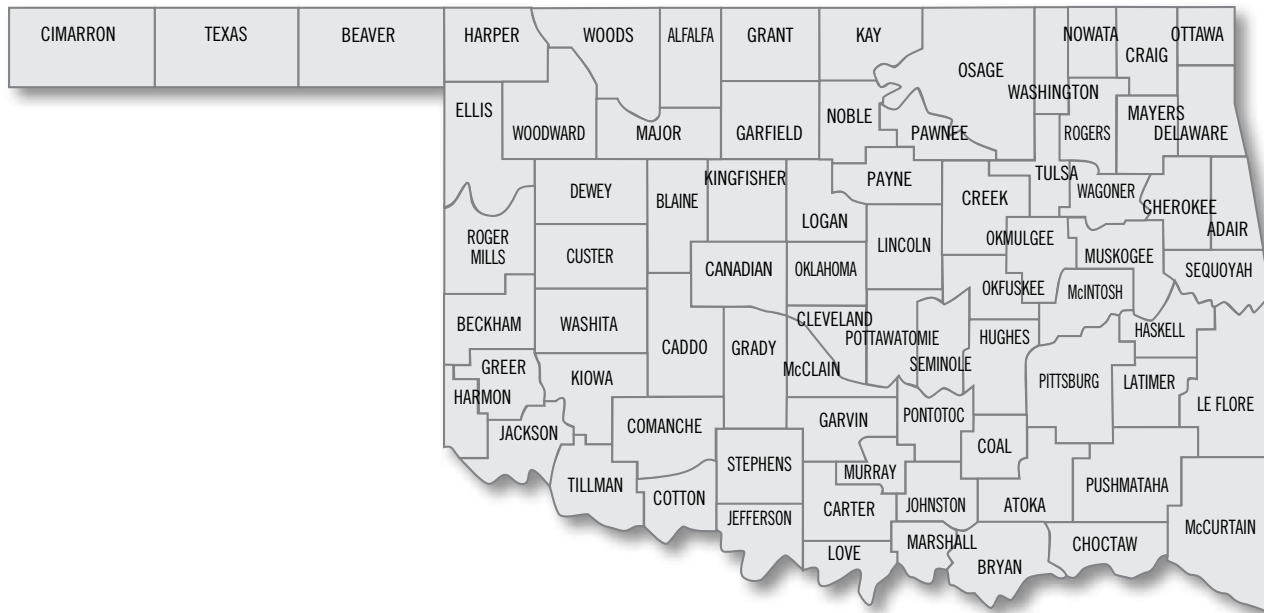 CIMARRON
TEXAS
BEAVER
HARPER
WOODS
ALFALFA
GRANT
KAY
OSAGE
NOWATA
CRAIG
OTTAWA
WASHINGTON
ELLIS
WOODWARD
MAJOR
GARFIELD
NOBLE
PAWNEE
ROGERS
MAYERS
DELAWARE
DEWEY
BLAINE
KINGFISHER
LOGAN
PAYNE
CREEK
TULSA
WAGONER
CHEROKEE
ADAIR
ROGER
MILLS
CUSTER
CANADIAN
OKLAHOMA
LINCOLN
OKMULGEE
MUSKOGEE
SEQUOYAH
OKFUSKEE
McINTOSH
BECKHAM
WASHITA
CADDO
GRADY
CLEVELAND
POTTAWATOMIE
SEMINOLE
HUGHES
HASKELL
McCLAIN
GREER
KIOWA
HARMON
PITTSBURG
LATIMER
LE FLORE
JACKSON
COMANCHE
GARVIN
PONTOTOC
COAL
STEPHENS
MURRAY
TILLMAN
COTTON
JEFFERSON
CARTER
JOHNSTON
ATOKA
PUSHMATAHA
McCURTAIN
LOVE
MARSHALL
BRYAN
CHOCTAW